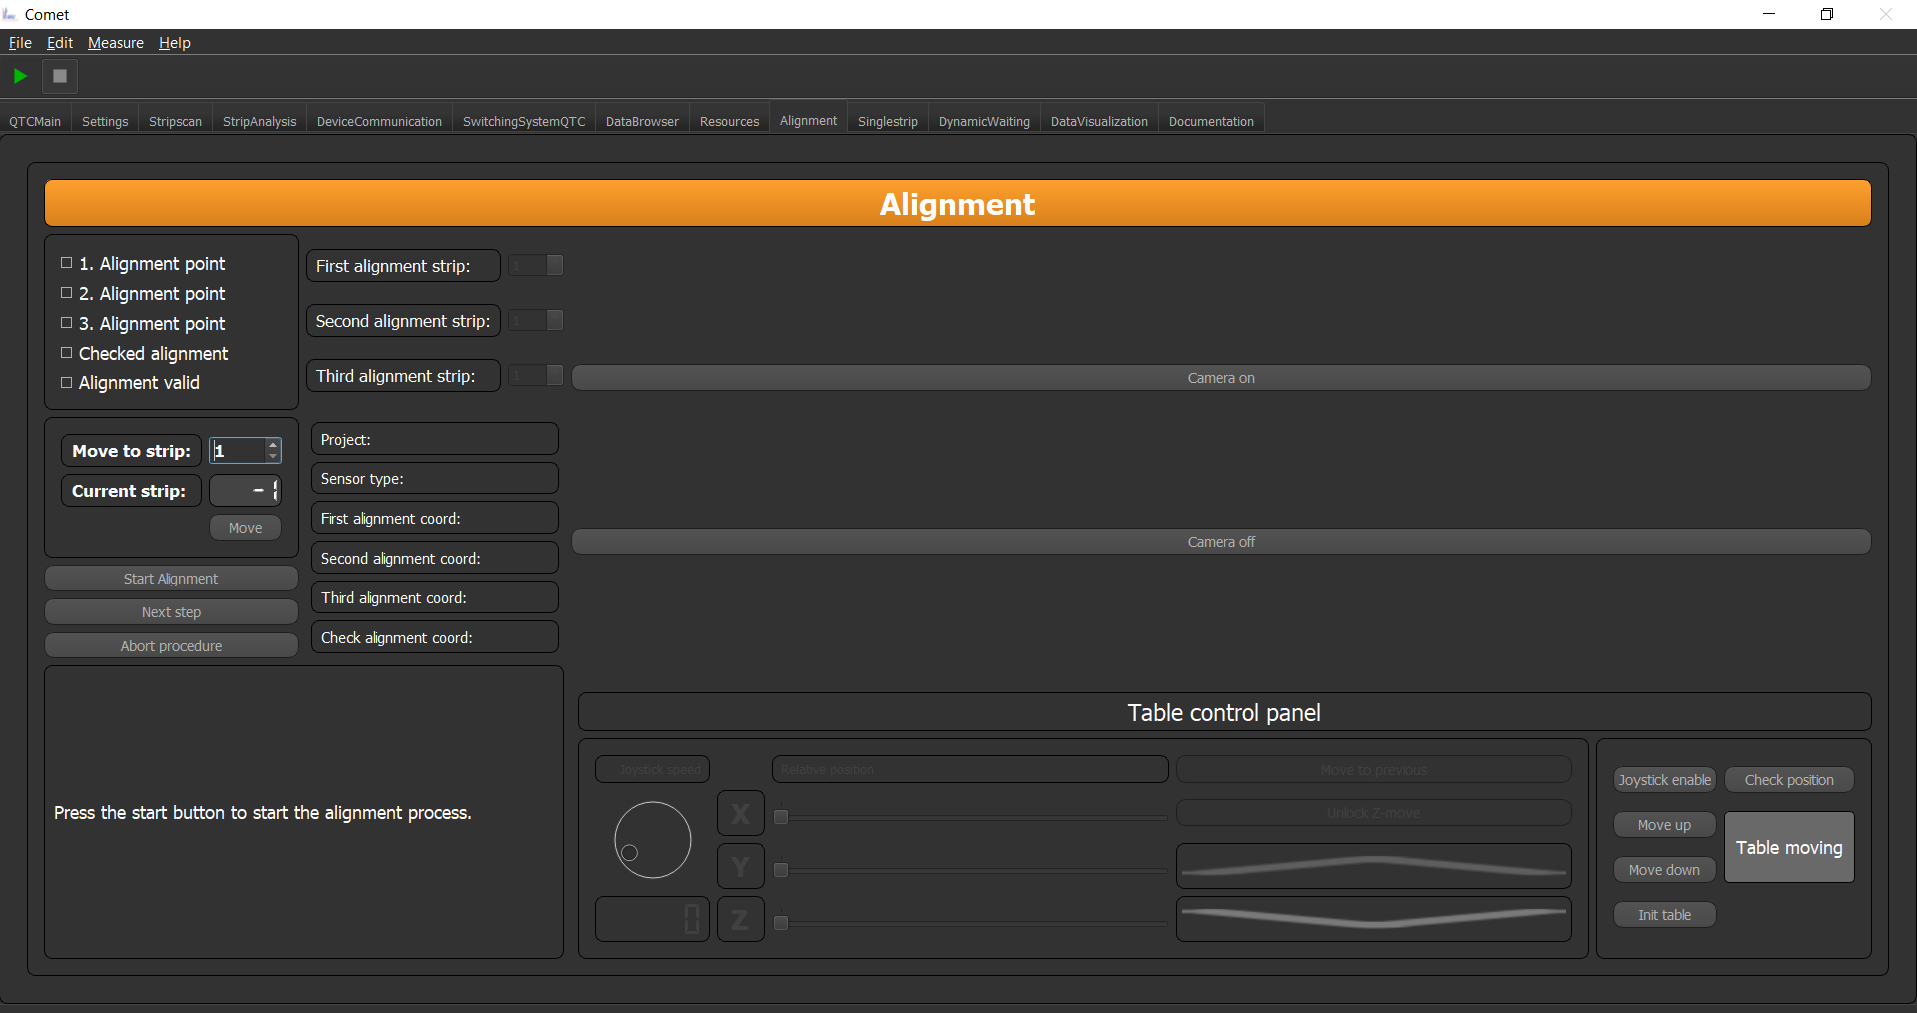 Comet
File Edit Measure Help
QTCMain Settings Stripscan StripAnalysis DeviceCommunication SwitchingSystemQTC DataBrowser Resources Alignment Singlestrip DynamicWaiting DataVisualization Documentation
Alignment
1. Alignment point
2. Alignment point
3. Alignment point
Checked alignment
Alignment valid
First alignment strip: 1
Second alignment strip: 1
Third alignment strip: 1
Camera on
Move to strip: 1
Current strip: -1
Move
Start Alignment
Next step
Abort procedure
Project:
Sensor type:
First alignment coord:
Second alignment coord:
Third alignment coord:
Check alignment coord:
Camera off
Press the start button to start the alignment process.
Table control panel
Joystick speed
Relative position
Move to previous
X
Unlock Z-move
Y
0
Z
Joystick enable Check position
Move up
Table moving
Move down
Init table